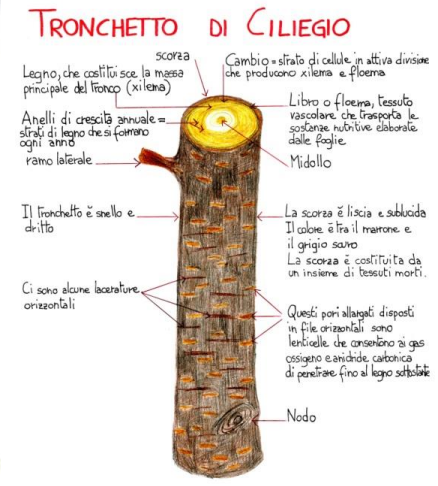 TRONCHETTO DI CILIEGIO
scorza
Legno, che costituisce la massa
principale del tronco (xilema)
Anelli di crescita annuale =
strati di legno che si formano
ogni anno
ramo laterale
Cambio = strato di cellule in attiva divisione
che producono xilema e floema
Libro o floema, tessuto
vascolare che trasporta le
sostanze nutritive elaborate
dalle foglie
Midollo
Il tronchetto è snello e
dritto
La scorza è liscia e sublucida
Il colore è tra il marrone e
il grigio scuro
La scorza è costituita da
un insieme di tessuti morti.
Ci sono alcune lacerature
orizzontali
Questi pori allargati disposti
in file orizzontali sono
lenticelle che consentono ai gas
ossigeno e anidride carbonica
di penetrare fino al legno sottostante
Nodo